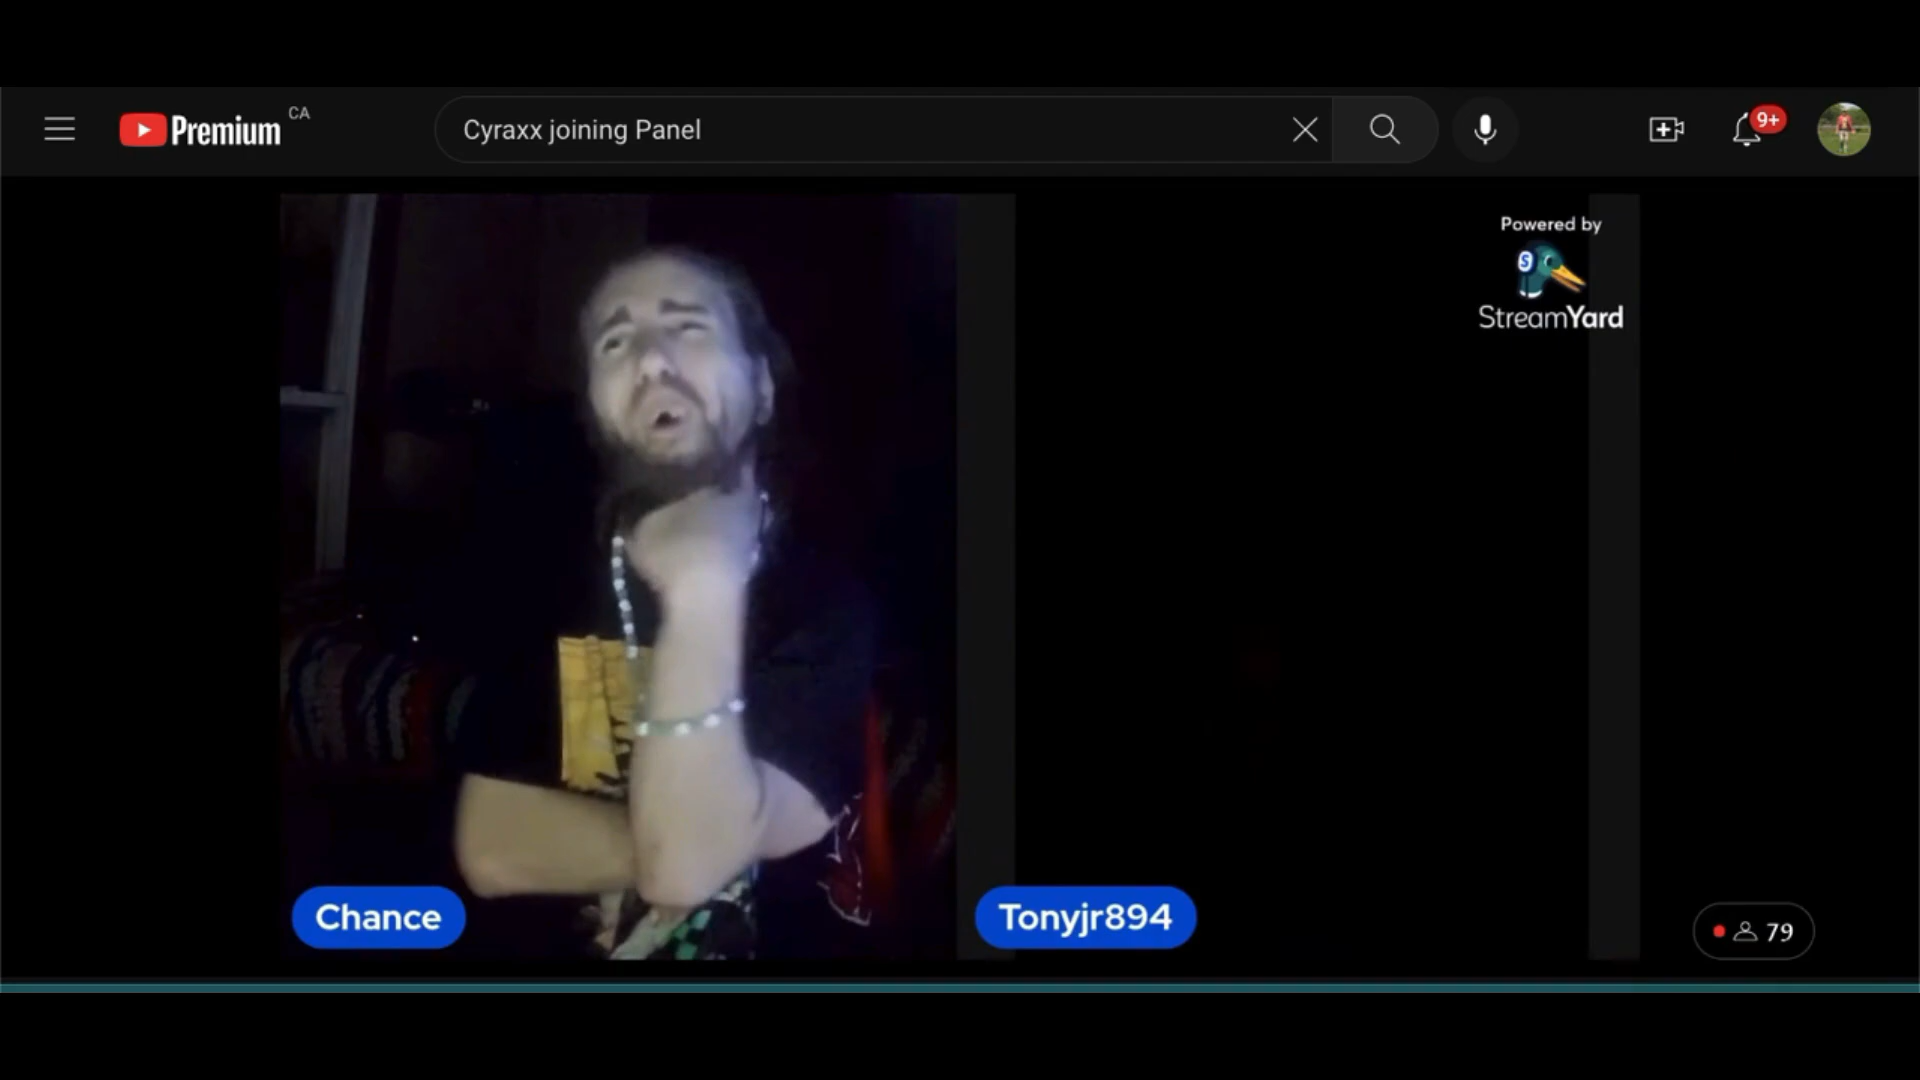 Premium CA
Cyraxx joining Panel
9+
Powered by
S
StreamYard
Chance
Tonyjr894
79